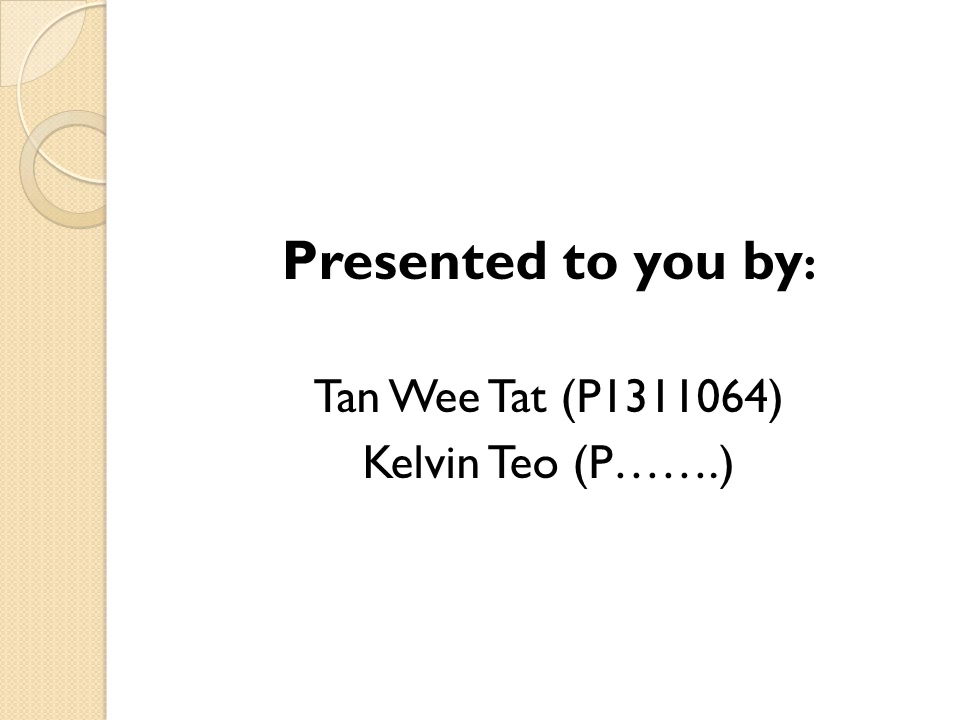 Presented to you by:
Tan Wee Tat (P1311064)
Kelvin Teo (P…….)